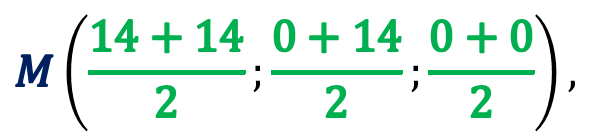 M((14 + 14)/2; (0 + 14)/2; (0 + 0)/2),